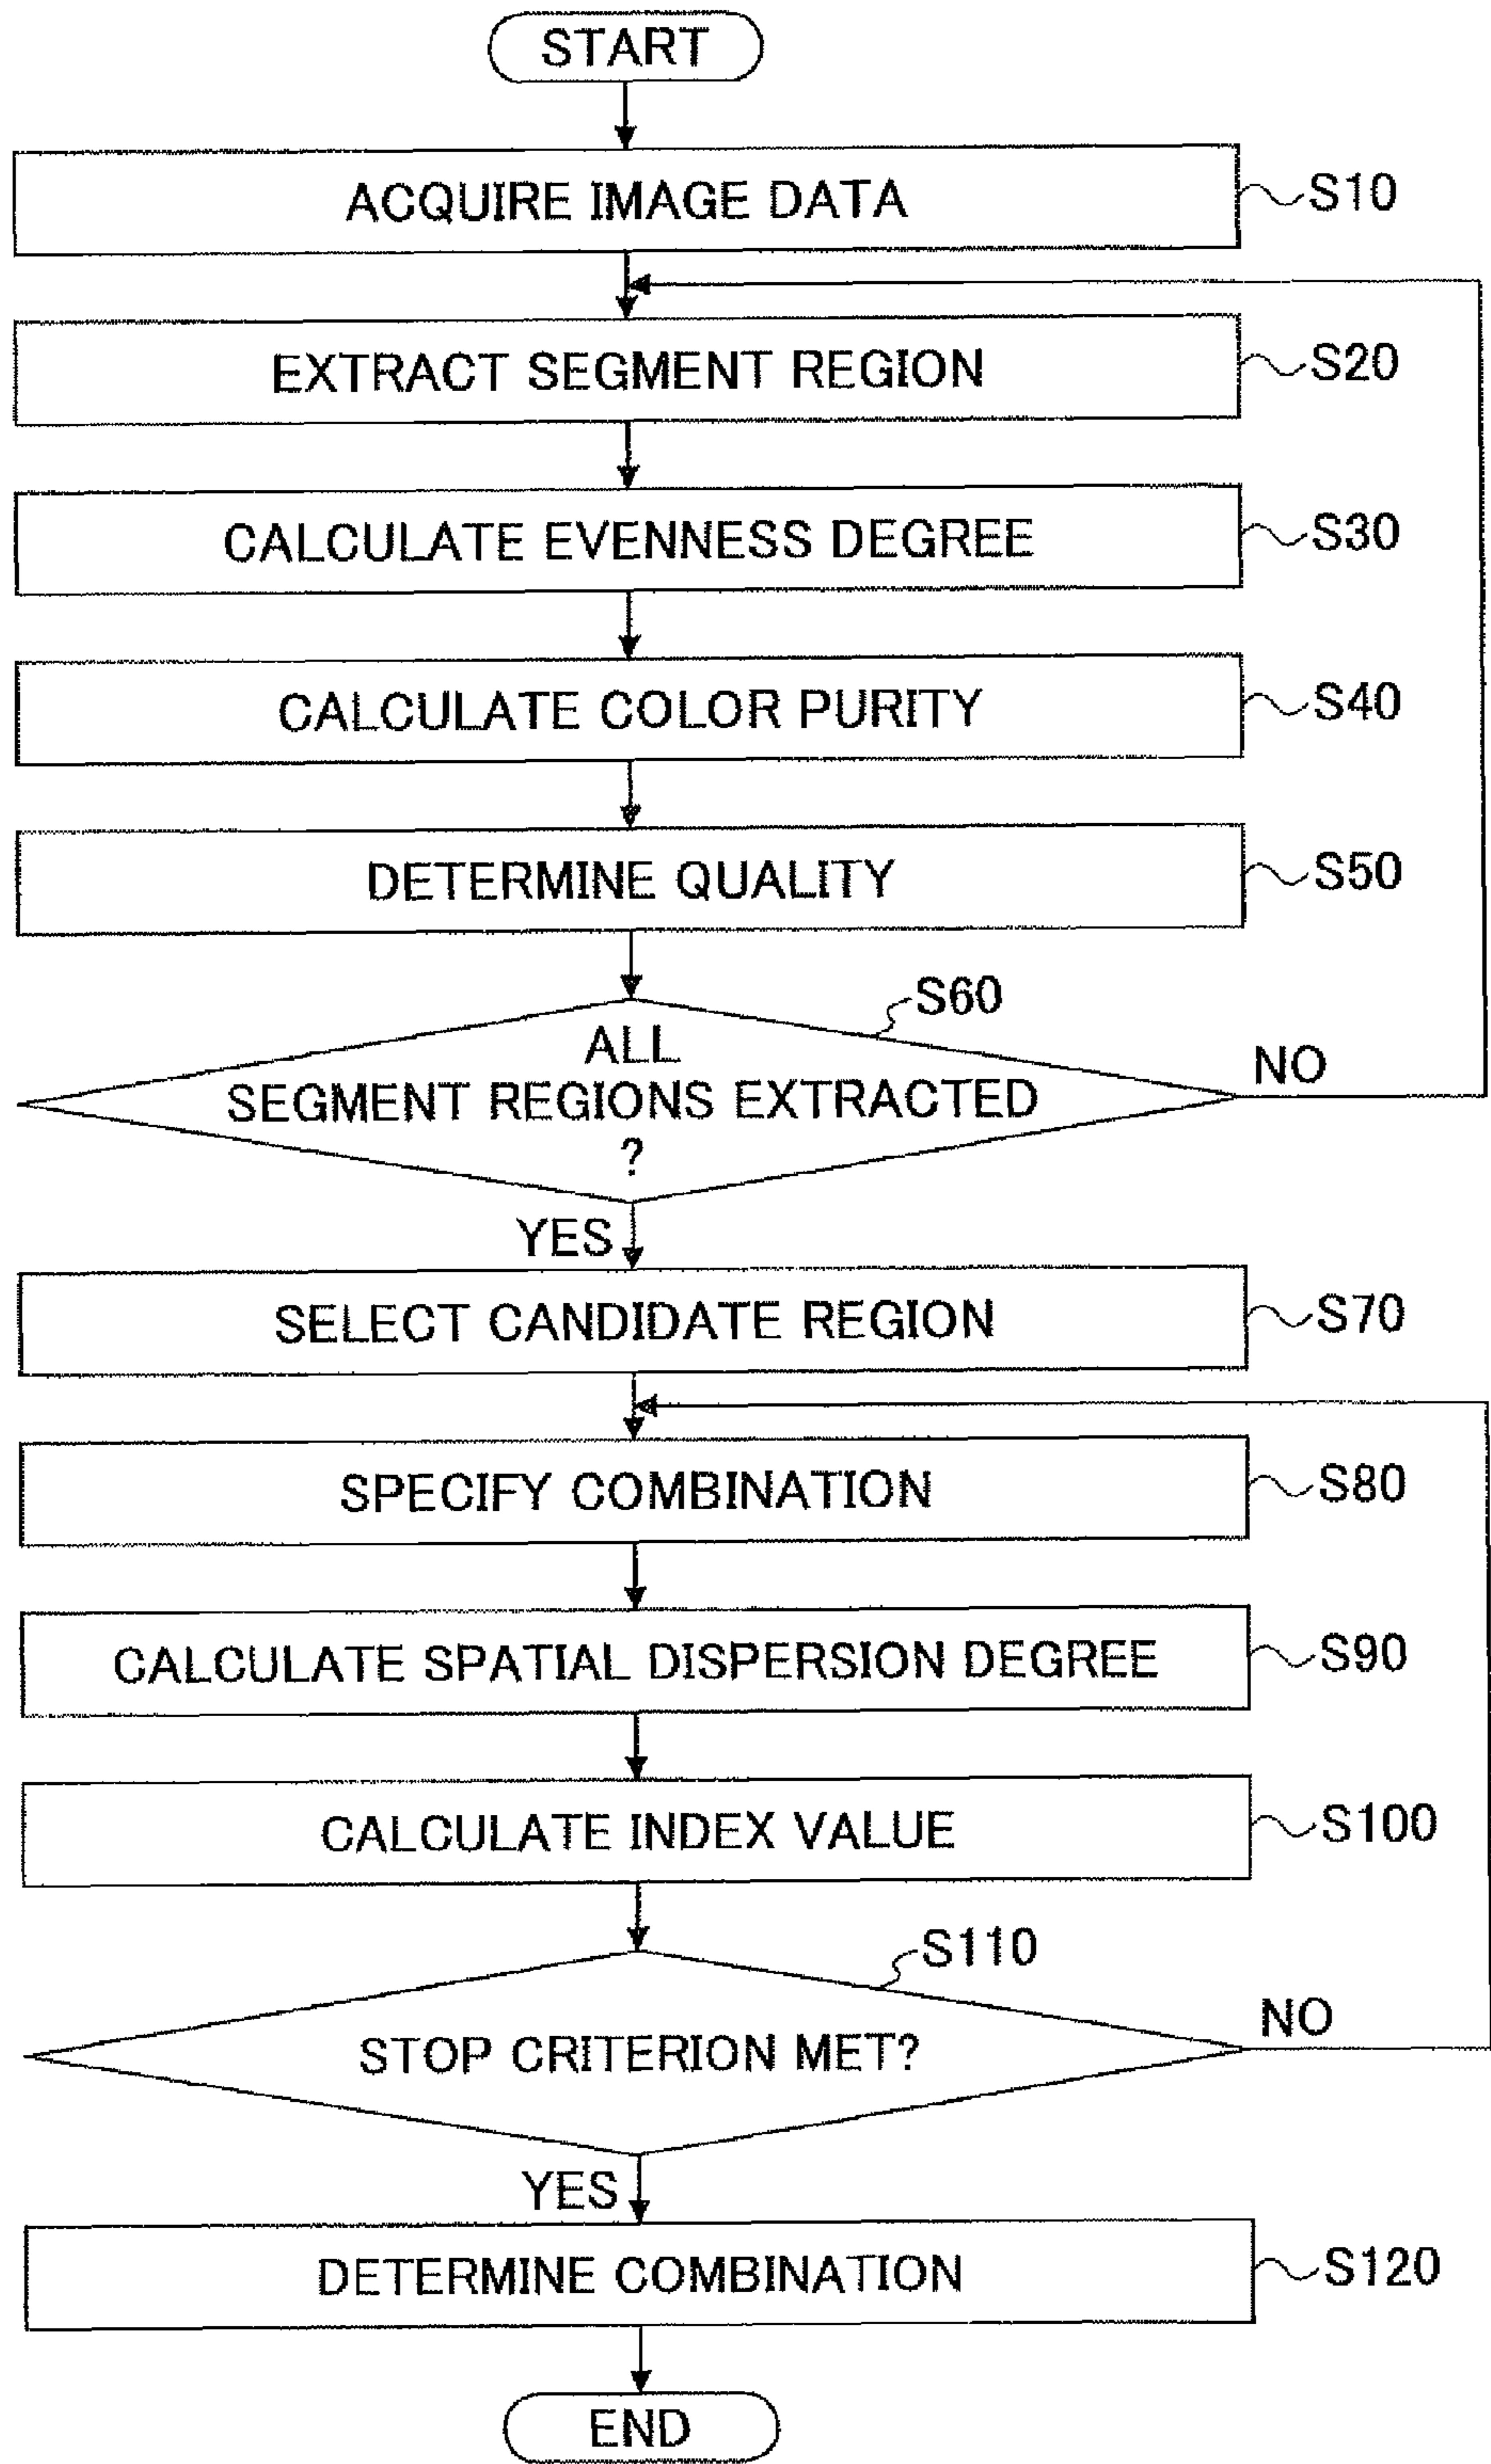 START
ACQUIRE IMAGE DATA
S10
EXTRACT SEGMENT REGION
S20
CALCULATE EVENNESS DEGREE
S30
CALCULATE COLOR PURITY
S40
DETERMINE QUALITY
S50
S60
ALL
SEGMENT REGIONS EXTRACTED
?
NO
YES
SELECT CANDIDATE REGION
S70
SPECIFY COMBINATION
S80
CALCULATE SPATIAL DISPERSION DEGREE
S90
CALCULATE INDEX VALUE
S100
S110
STOP CRITERION MET?
NO
YES
DETERMINE COMBINATION
S120
END